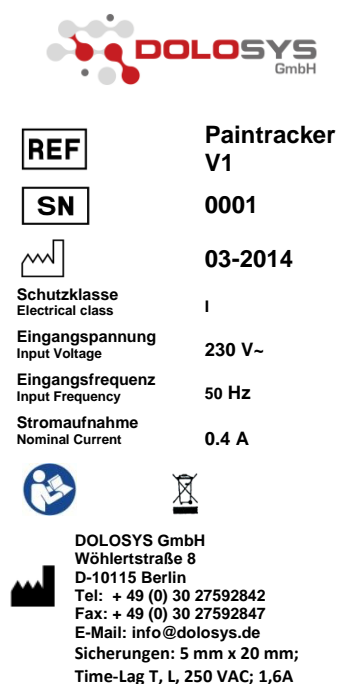 DOLOSYS
GmbH
REF
Paintracker
V1
SN
0001
03-2014
Schutzklasse
Electrical class
I
Eingangspannung
Input Voltage
230 V~
Eingangsfrequenz
Input Frequency
50 Hz
Stromaufnahme
Nominal Current
0.4 A
DOLOSYS GmbH
Wöhlertstraße 8
D-10115 Berlin
Tel:  + 49 (0) 30 27592842
Fax: + 49 (0) 30 27592847
E-Mail: info@dolosys.de
Sicherungen: 5 mm x 20 mm;
Time-Lag T, L, 250 VAC; 1,6A